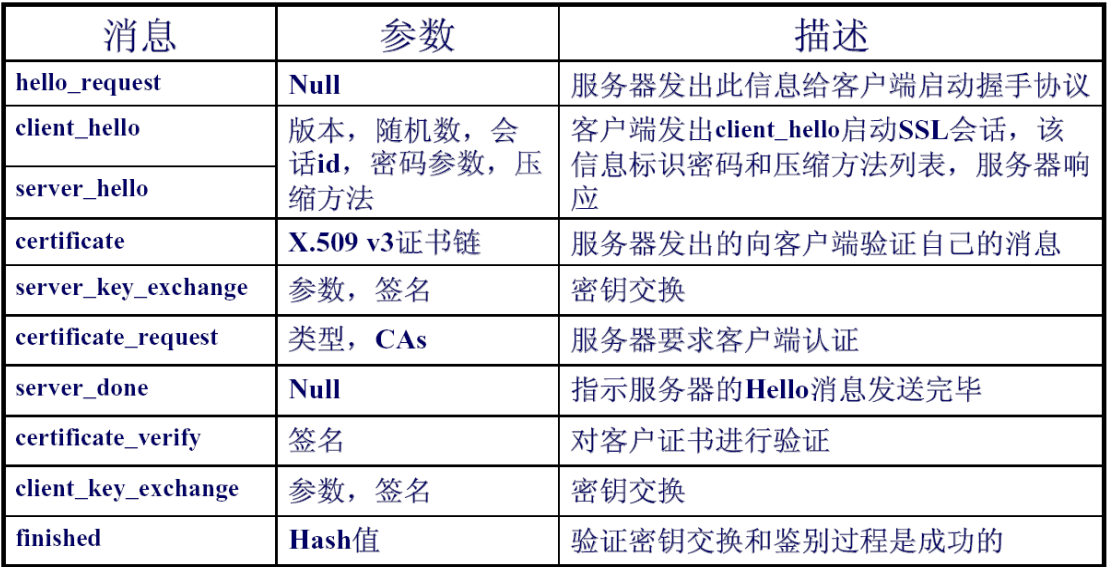 消息 参数 描述
hello_request Null 服务器发出此信息给客户端启动握手协议
client_hello 版本，随机数，会 客户端发出client_hello启动SSL会话，该
话id，密码参数，压 信息标识密码和压缩方法列表，服务器响
server_hello 缩方法 应
certificate X.509 v3证书链 服务器发出的向客户端验证自己的消息
server_key_exchange 参数，签名 密钥交换
certificate_request 类型，CAs 服务器要求客户端认证
server_done Null 指示服务器的Hello消息发送完毕
certificate_verify 签名 对客户证书进行验证
client_key_exchange 参数，签名 密钥交换
finished Hash值 验证密钥交换和鉴别过程是成功的